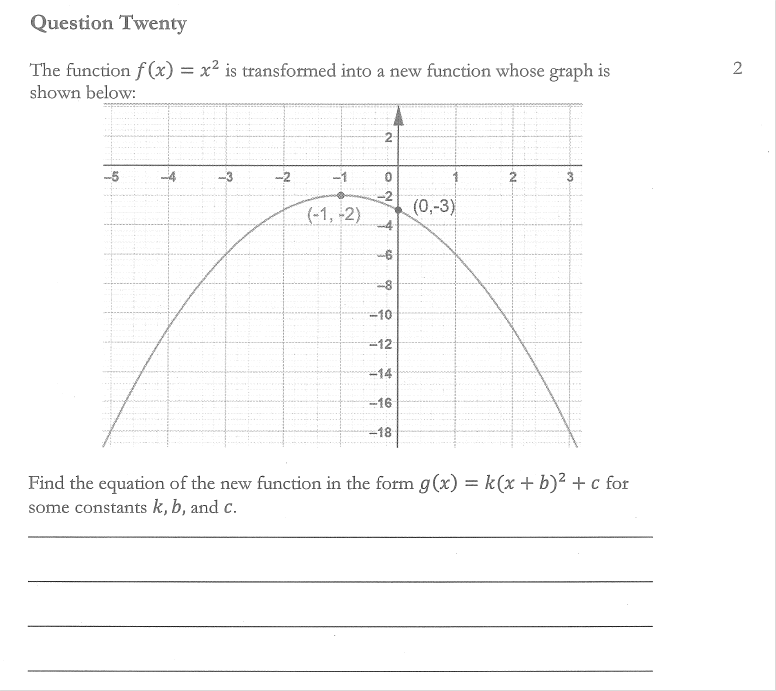 Question Twenty
The function f(x) = x² is transformed into a new function whose graph is 2
shown below:
2
-5 -4 -3 -2 -1 0 1 2 3
-2
(-1, -2) (0,-3)
-4
-6
-8
-10
-12
-14
-16
-18
Find the equation of the new function in the form g(x) = k(x + b)² + c for
some constants k, b, and c.